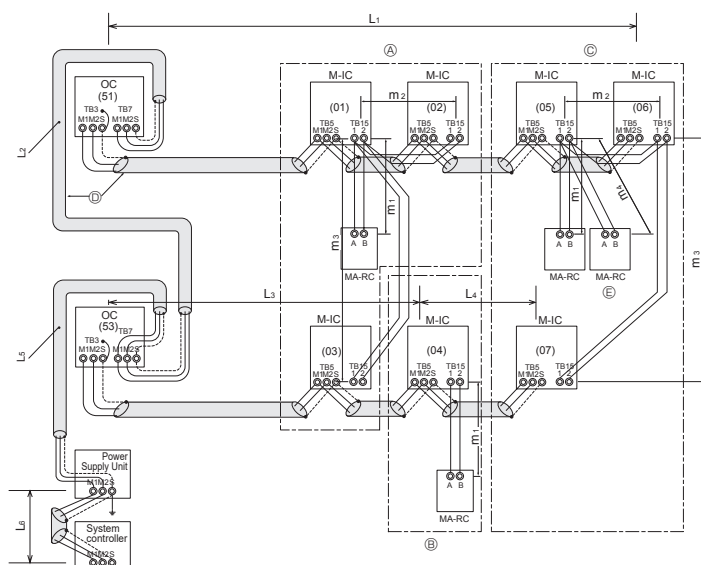 L1
Ⓐ
Ⓒ
M-IC
M-IC
M-IC
M-IC
OC
(51)
TB3
TB7
M1M2S
M1M2S
(01)
m2
(02)
(05)
m2
(06)
TB5
M1M2S
TB15
1 2
TB5
M1M2S
TB15
1 2
TB5
M1M2S
TB15
1 2
TB5
M1M2S
TB15
1 2
L2
Ⓓ
m1
m1
m4
m3
m3
A B
MA-RC
A B
MA-RC
A B
MA-RC
Ⓔ
L3
L4
OC
(53)
TB3
TB7
M1M2S
M1M2S
M-IC
M-IC
M-IC
(03)
(04)
(07)
TB5
M1M2S
TB15
1 2
TB5
M1M2S
TB15
1 2
TB5
M1M2S
TB15
1 2
L5
m1
Power
Supply Unit
M1M2S
A B
MA-RC
L6
System
controller
M1M2S
Ⓑ